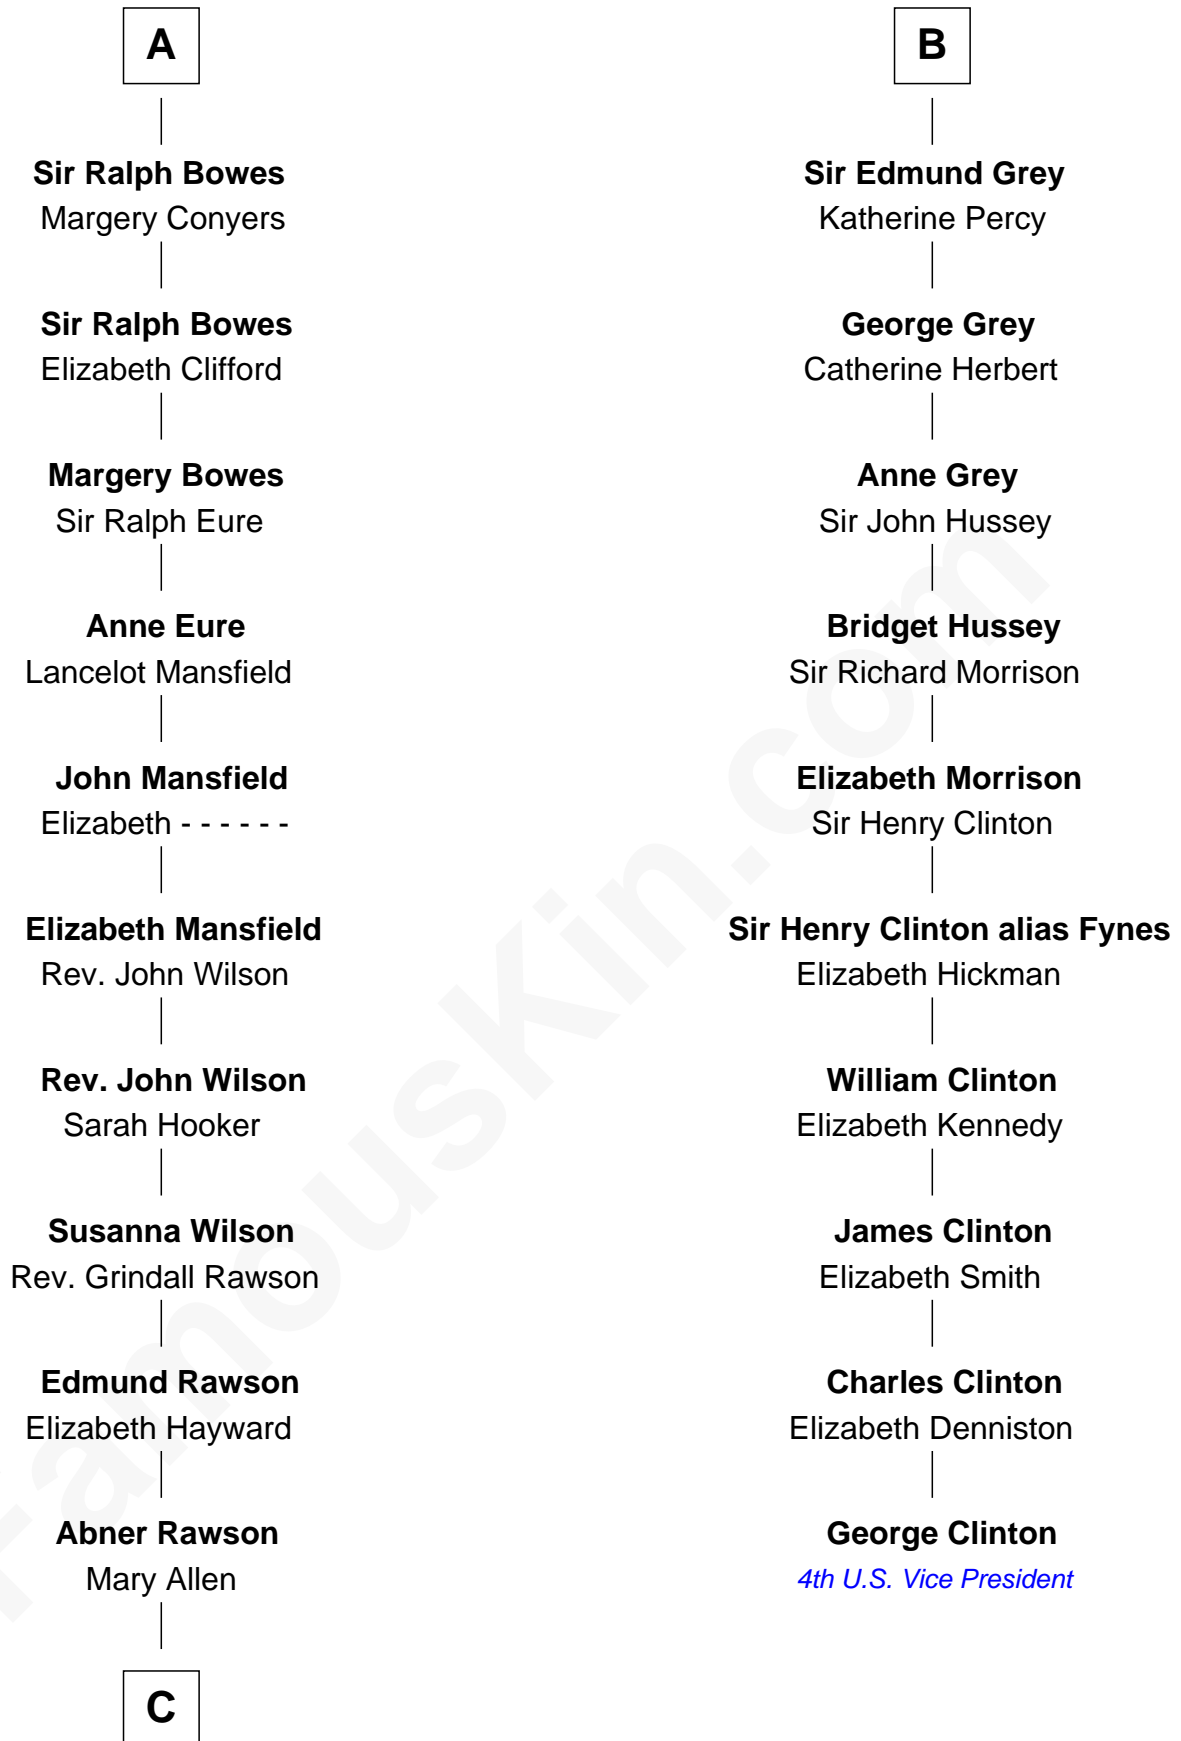 A
Sir Ralph Bowes
Margery Conyers
Sir Ralph Bowes
Elizabeth Clifford
Margery Bowes
Sir Ralph Eure
Anne Eure
Lancelot Mansfield
John Mansfield
Elizabeth - - - - - -
Elizabeth Mansfield
Rev. John Wilson
Rev. John Wilson
Sarah Hooker
Susanna Wilson
Rev. Grindall Rawson
Edmund Rawson
Elizabeth Hayward
Abner Rawson
Mary Allen
C
B
Sir Edmund Grey
Katherine Percy
George Grey
Catherine Herbert
Anne Grey
Sir John Hussey
Bridget Hussey
Sir Richard Morrison
Elizabeth Morrison
Sir Henry Clinton
Sir Henry Clinton alias Fynes
Elizabeth Hickman
William Clinton
Elizabeth Kennedy
James Clinton
Elizabeth Smith
Charles Clinton
Elizabeth Denniston
George Clinton
4th U.S. Vice President
FamousKin.com